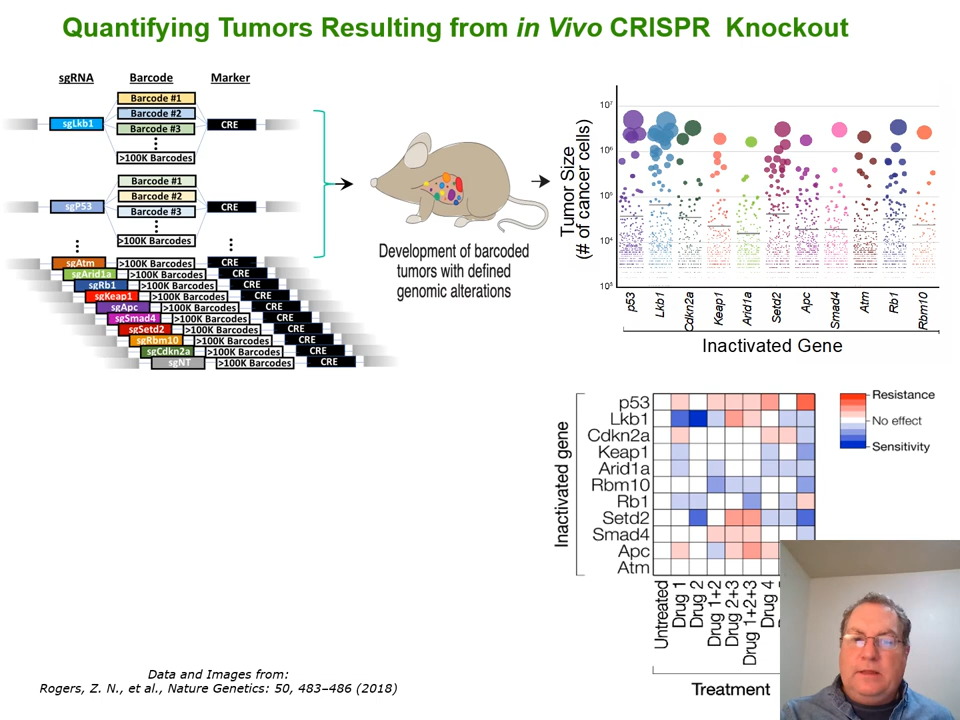 Quantifying Tumors Resulting from in Vivo CRISPR Knockout
sgRNA Barcode Marker
Barcode #1
Barcode #2
sgLkb1
Barcode #3
CRE
>100K Barcodes
Barcode #1
Barcode #2
sgP53
Barcode #3
CRE
>100K Barcodes
sgAtm >100K Barcodes CRE
sgArid1a >100K Barcodes CRE
sgRb1 >100K Barcodes CRE
sgKeap1 >100K Barcodes CRE
sgApc >100K Barcodes CRE
sgSmad4 >100K Barcodes CRE
sgSetd2 >100K Barcodes CRE
sgRbm10 >100K Barcodes CRE
sgCdkn2a >100K Barcodes CRE
sgNT >100K Barcodes CRE
Development of barcoded
tumors with defined
genomic alterations
Tumor Size
(# of cancer cells)
10⁷
10⁶
10⁵
10⁴
10⁵
p53 Lkb1 Cdkn2a Keap1 Arid1a Setd2 Apc Smad4 Atm Rb1 Rbm10
Inactivated Gene
Inactivated gene
p53
Lkb1
Cdkn2a
Keap1
Arid1a
Rbm10
Rb1
Setd2
Smad4
Apc
Atm
Untreated
Drug 1
Drug 2
Drug 1+2
Drug 2+3
Drug 1+2+3
Drug 4
Treatment
Resistance
No effect
Sensitivity
Data and Images from:
Rogers, Z. N., et al., Nature Genetics: 50, 483–486 (2018)